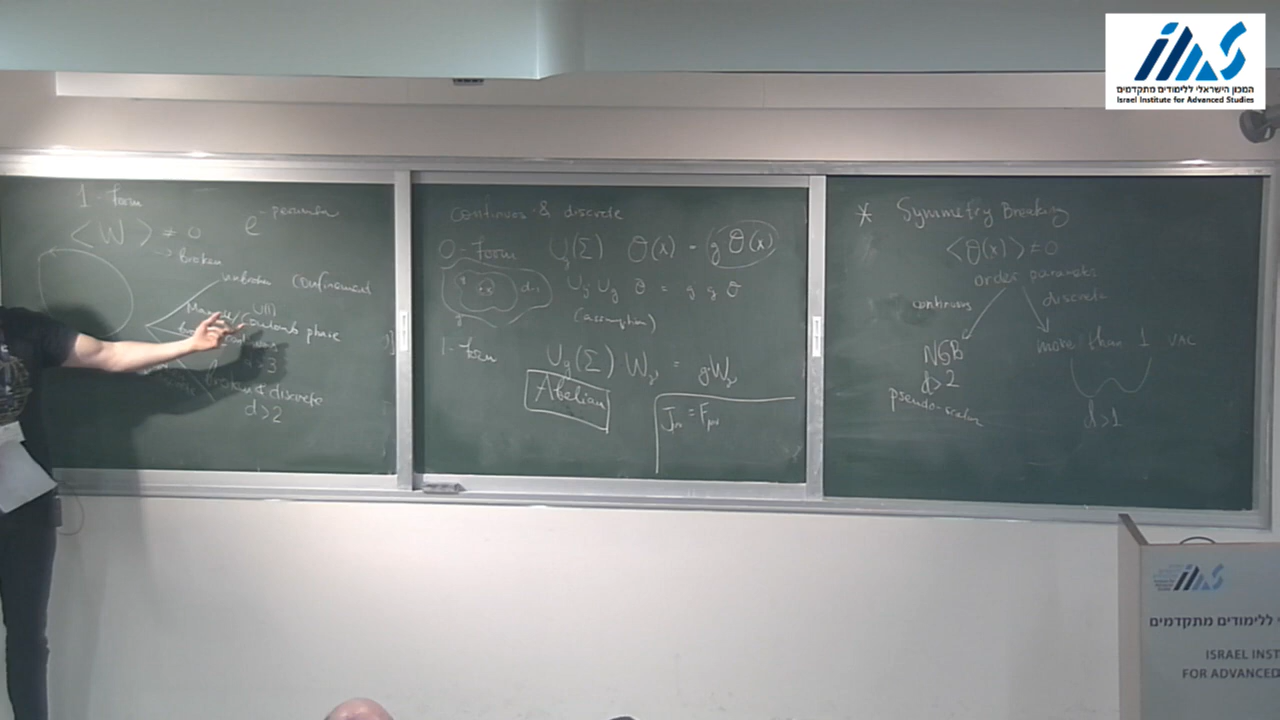 1-form
<W> ≠ 0 e^-perimeter
→ Broken
unbroken confinement
U(1)
Coulomb phase
3
broken & discrete
d>2
continuos & discrete
0-form U_g(Σ) O(x) = g O(x)
U_g U_g O = g g O
(assumption)
1-form U_g(Σ) W_γ = g W_γ
Abelian
J_μν = F_μν
* Symmetry Breaking
<O(x)> ≠ 0
order parameter
continuous discrete
NGB more than 1 VAC
d>2
pseudo-scalar d>1
המכון הישראלי ללימודים מתקדמים
Israel Institute for Advanced Studies
ללימודים מתקדמים
ISRAEL INST
FOR ADVANCED